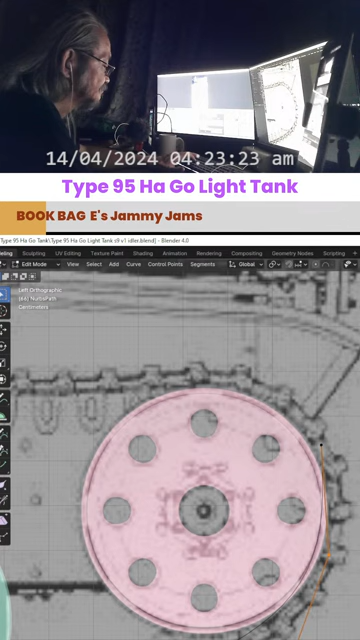 14/04/2024 04:23:23 am
Type 95 Ha Go Light Tank
BOOK BAG E's Jammy Jams
Type 95 Ha Go Tank\Type 95 Ha Go Light Tank s9 v1 idler.blend] - Blender 4.0
Sculpting UV Editing Texture Paint Shading Animation Rendering Compositing Geometry Nodes Scripting
Edit Mode View Select Add Curve Control Points Segments Global
Left Orthographic
(66) NurbsPath
Centimeters